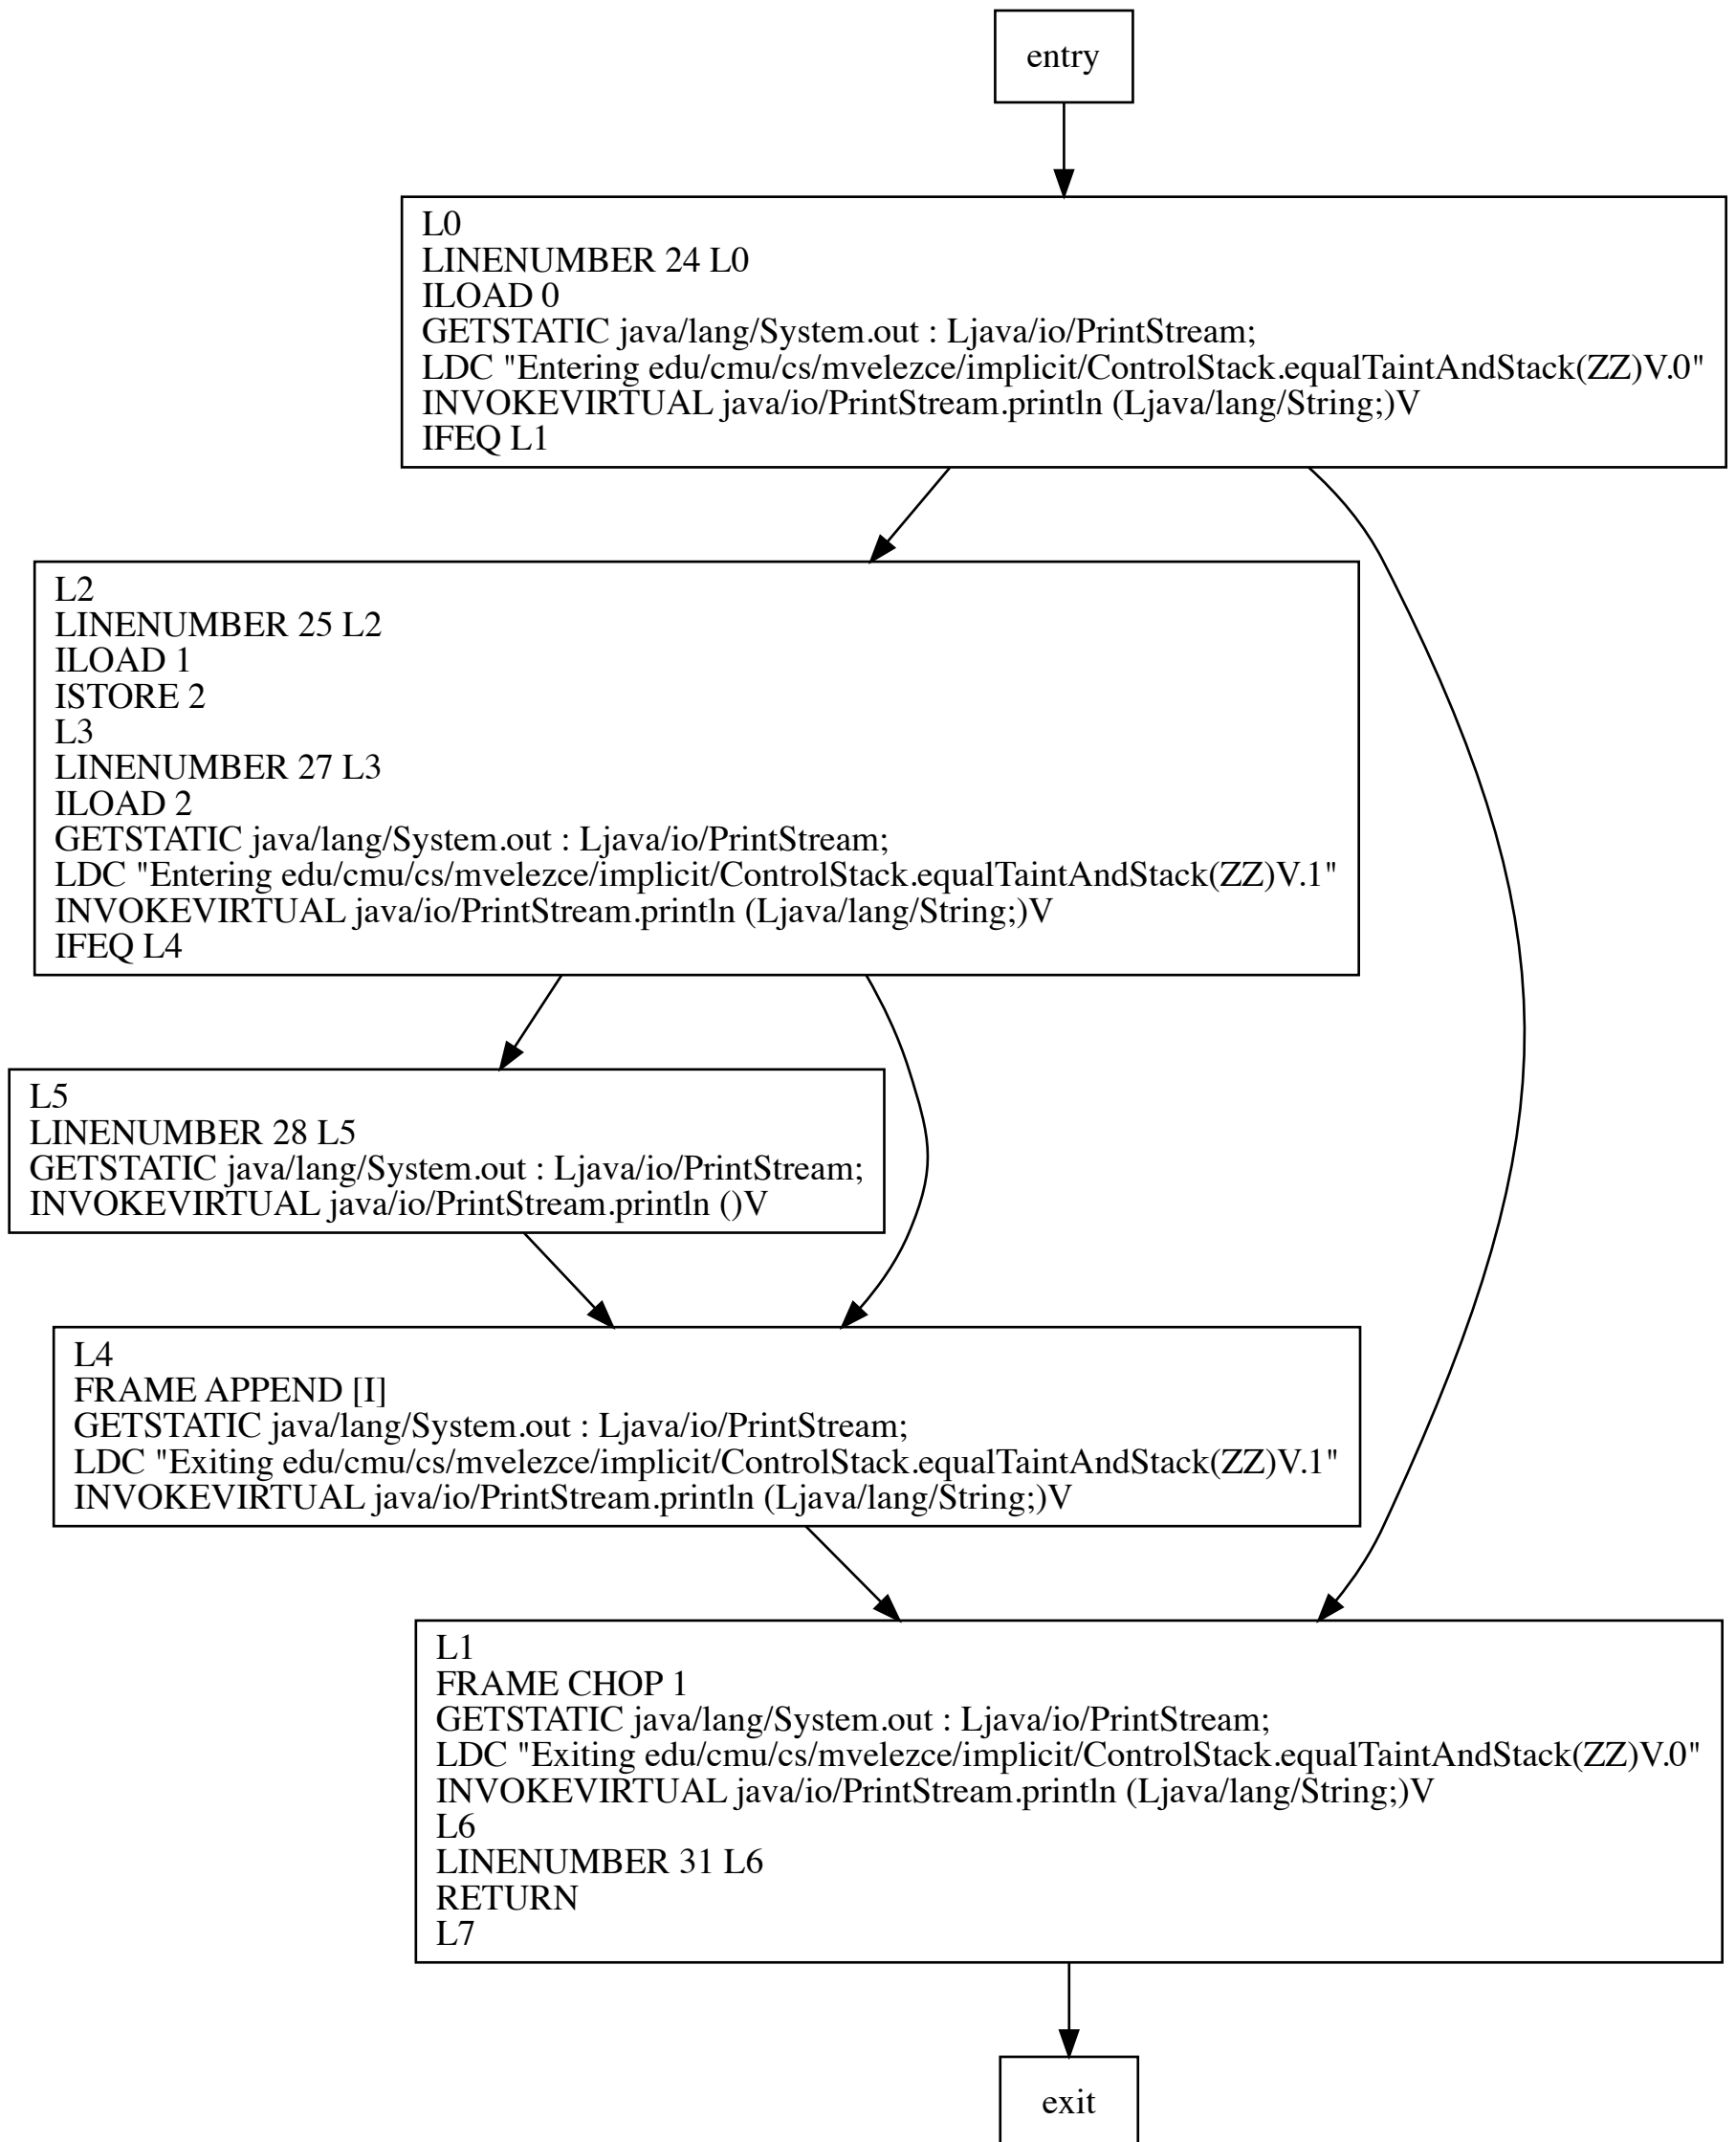 entry
L0
LINENUMBER 24 L0
ILOAD 0
GETSTATIC java/lang/System.out : Ljava/io/PrintStream;
LDC "Entering edu/cmu/cs/mvelezce/implicit/ControlStack.equalTaintAndStack(ZZ)V.0"
INVOKEVIRTUAL java/io/PrintStream.println (Ljava/lang/String;)V
IFEQ L1
L2
LINENUMBER 25 L2
ILOAD 1
ISTORE 2
L3
LINENUMBER 27 L3
ILOAD 2
GETSTATIC java/lang/System.out : Ljava/io/PrintStream;
LDC "Entering edu/cmu/cs/mvelezce/implicit/ControlStack.equalTaintAndStack(ZZ)V.1"
INVOKEVIRTUAL java/io/PrintStream.println (Ljava/lang/String;)V
IFEQ L4
L5
LINENUMBER 28 L5
GETSTATIC java/lang/System.out : Ljava/io/PrintStream;
INVOKEVIRTUAL java/io/PrintStream.println ()V
L4
FRAME APPEND [I]
GETSTATIC java/lang/System.out : Ljava/io/PrintStream;
LDC "Exiting edu/cmu/cs/mvelezce/implicit/ControlStack.equalTaintAndStack(ZZ)V.1"
INVOKEVIRTUAL java/io/PrintStream.println (Ljava/lang/String;)V
L1
FRAME CHOP 1
GETSTATIC java/lang/System.out : Ljava/io/PrintStream;
LDC "Exiting edu/cmu/cs/mvelezce/implicit/ControlStack.equalTaintAndStack(ZZ)V.0"
INVOKEVIRTUAL java/io/PrintStream.println (Ljava/lang/String;)V
L6
LINENUMBER 31 L6
RETURN
L7
exit